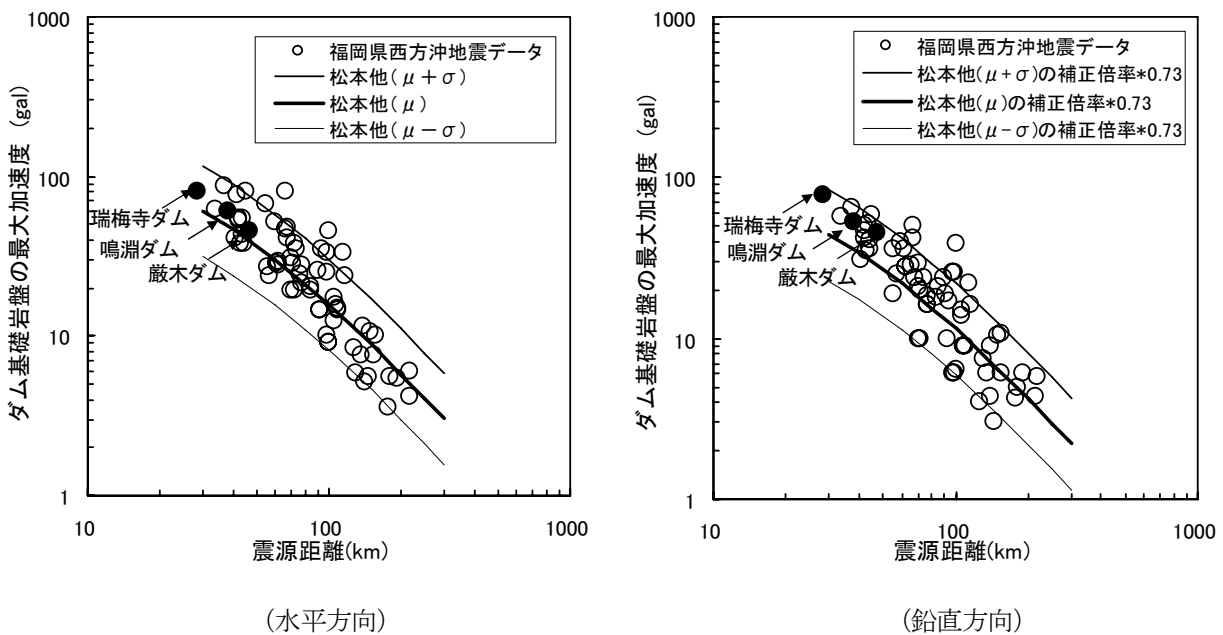 1000
100
10
1
ダム基礎岩盤の最大加速度 (gal)
福岡県西方沖地震データ
松本他(μ+σ)
松本他(μ)
松本他(μ-σ)
瑞梅寺ダム
鳴淵ダム
厳木ダム
10
100
1000
震源距離(km)
(水平方向)
1000
100
10
1
ダム基礎岩盤の最大加速度 (gal)
福岡県西方沖地震データ
松本他(μ+σ)の補正倍率*0.73
松本他(μ)の補正倍率*0.73
松本他(μ-σ)の補正倍率*0.73
瑞梅寺ダム
鳴淵ダム
厳木ダム
10
100
1000
震源距離(km)
(鉛直方向)